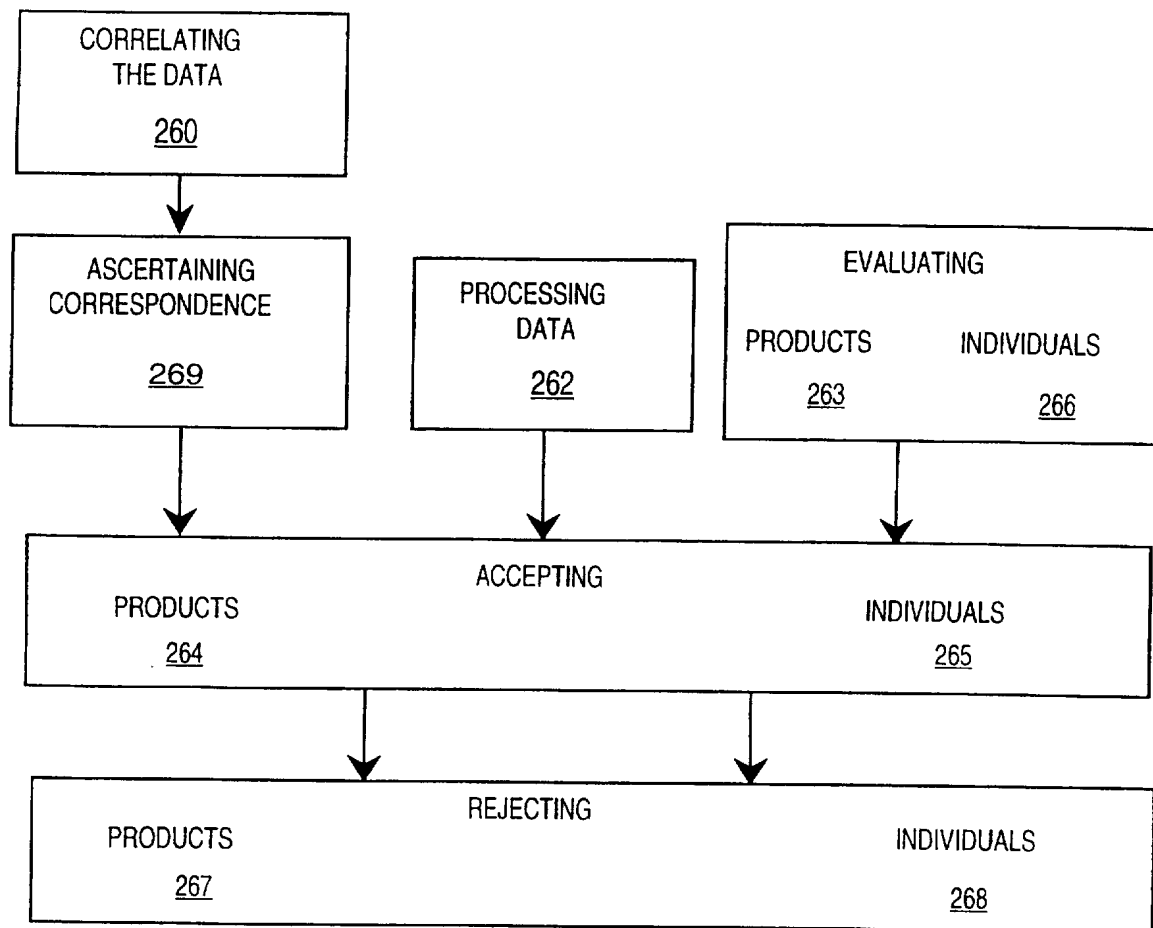 CORRELATING
THE DATA
260
ASCERTAINING
CORRESPONDENCE
269
PROCESSING
DATA
262
EVALUATING
PRODUCTS INDIVIDUALS
263 266
ACCEPTING
PRODUCTS INDIVIDUALS
264 265
REJECTING
PRODUCTS INDIVIDUALS
267 268